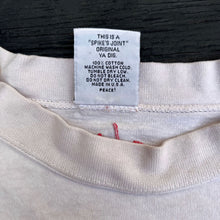 THIS IS A
"SPIKE'S JOINT"
ORIGINAL
YA DIG.
100% COTTON
MACHINE WASH COLD
TUMBLE DRY LOW.
DO NOT BLEACH.
DO NOT DRY CLEAN.
MADE IN U.S.A.
PEACE!